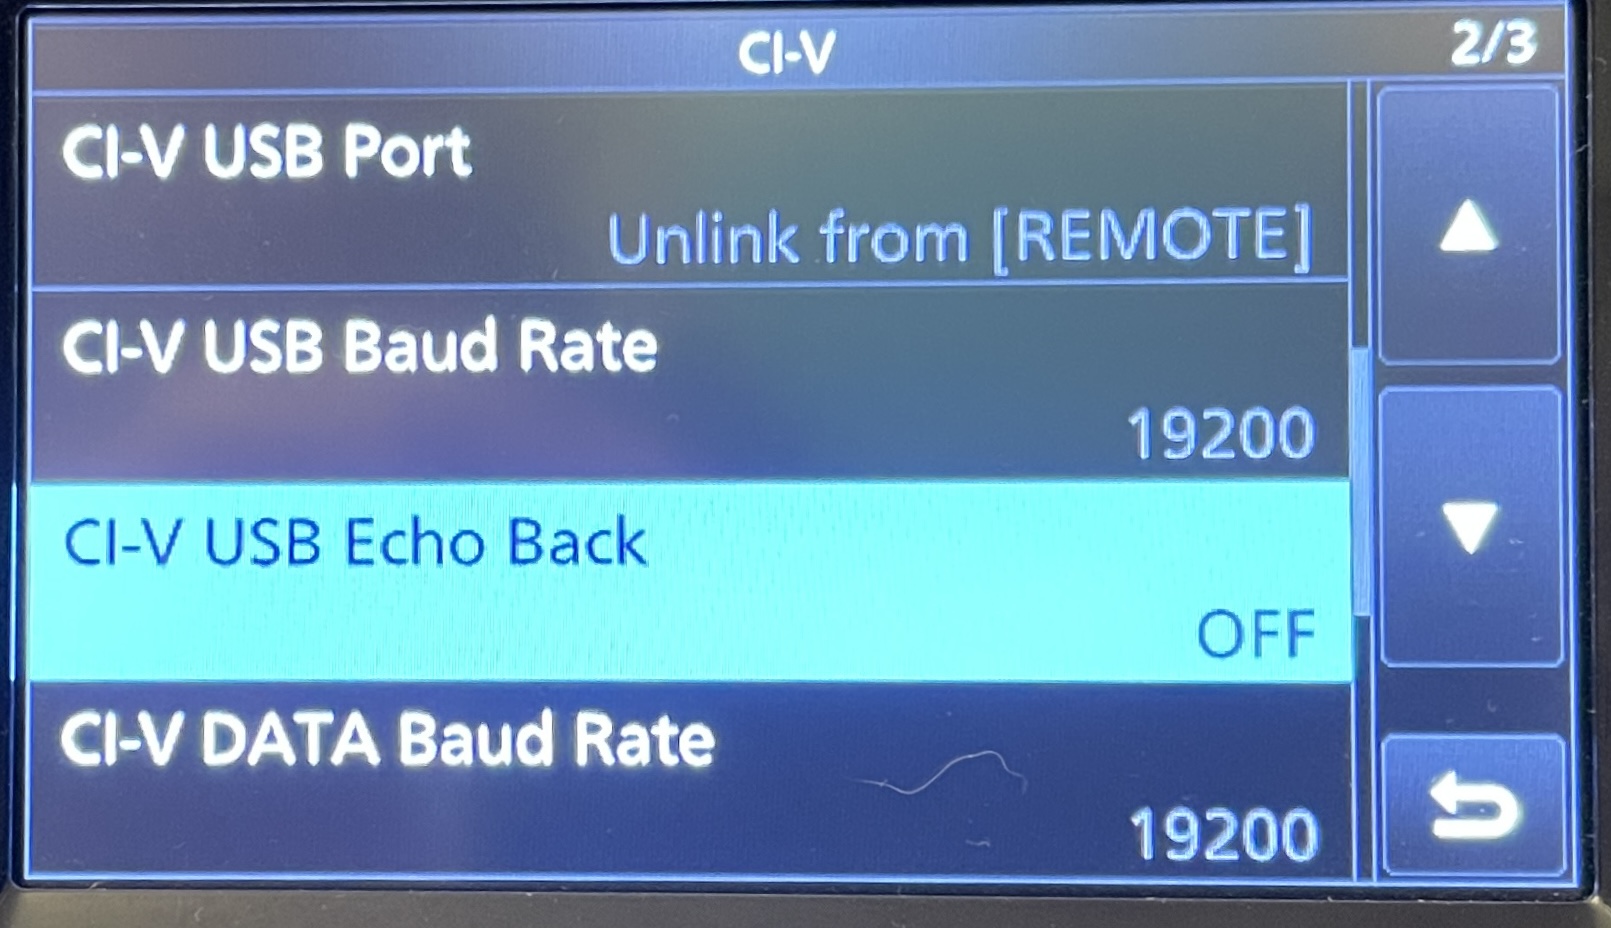 CI-V
2/3
CI-V USB Port
Unlink from [REMOTE]
CI-V USB Baud Rate
19200
CI-V USB Echo Back
OFF
CI-V DATA Baud Rate
19200